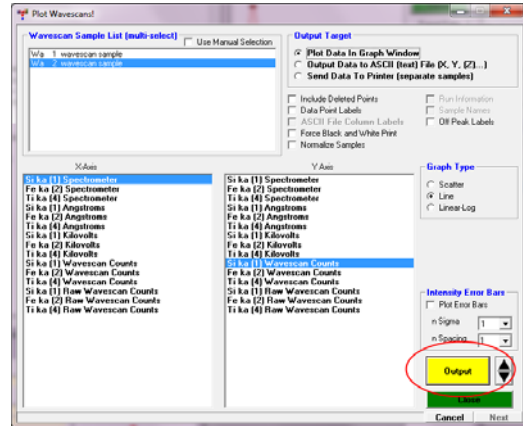 Plot Wavescans!
Wavescan Sample List (multi-select)
Use Manual Selection
Wa 1 wavescan sample
Wa 2 wavescan sample
Output Target
Plot Data In Graph Window
Output Data to ASCII (text) File (X, Y, (Z)...)
Send Data To Printer (separate samples)
Include Deleted Points
Run Information
Data Point Labels
Sample Names
ASCII File Column Labels
Off Peak Labels
Force Black and White Print
Normalize Samples
X-Axis
Si ka (1) Spectrometer
Fe ka (2) Spectrometer
Ti ka (4) Spectrometer
Si ka (1) Angstroms
Fe ka (2) Angstroms
Ti ka (4) Angstroms
Si ka (1) Kilovolts
Fe ka (2) Kilovolts
Ti ka (4) Kilovolts
Si ka (1) Wavescan Counts
Fe ka (2) Wavescan Counts
Ti ka (4) Wavescan Counts
Si ka (1) Raw Wavescan Counts
Fe ka (2) Raw Wavescan Counts
Ti ka (4) Raw Wavescan Counts
Y Axis
Si ka (1) Spectrometer
Fe ka (2) Spectrometer
Ti ka (4) Spectrometer
Si ka (1) Angstroms
Fe ka (2) Angstroms
Ti ka (4) Angstroms
Si ka (1) Kilovolts
Fe ka (2) Kilovolts
Ti ka (4) Kilovolts
Si ka (1) Wavescan Counts
Fe ka (2) Wavescan Counts
Ti ka (4) Wavescan Counts
Si ka (1) Raw Wavescan Counts
Fe ka (2) Raw Wavescan Counts
Ti ka (4) Raw Wavescan Counts
Graph Type
Scatter
Line
Linear-Log
Intensity Error Bars
Plot Error Bars
n Sigma 1
n Spacing 1
Output
Close
Cancel Next